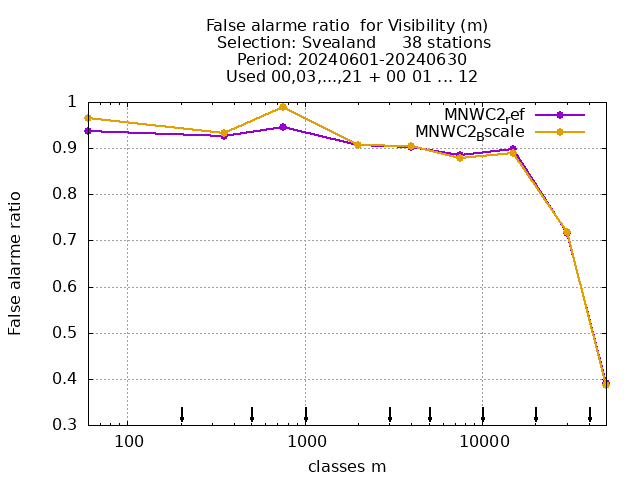 False alarme ratio  for Visibility (m)
Selection: Svealand     38 stations
Period: 20240601-20240630
Used 00,03,...,21 + 00 01 ... 12
MNWC2_ref
MNWC2_Bscale
1
0.9
0.8
0.7
0.6
0.5
0.4
0.3
False alarme ratio
100
1000
10000
classes m